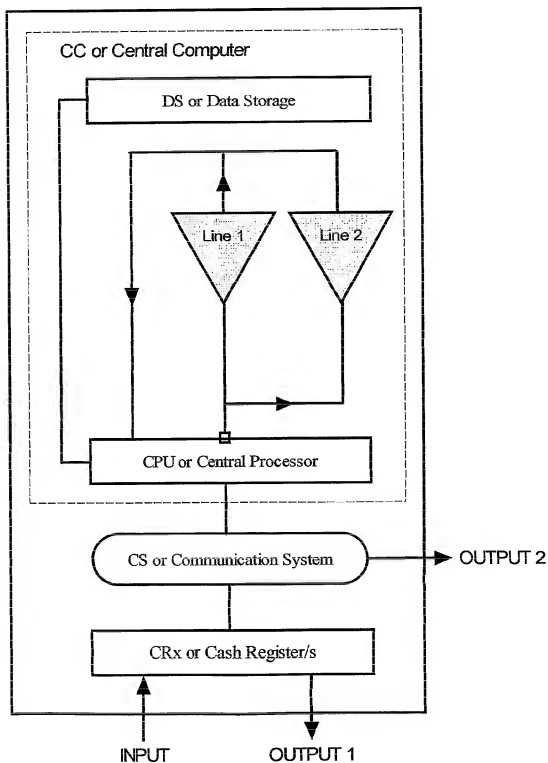 CC or Central Computer
DS or Data Storage
Line 1
Line 2
CPU or Central Processor
CS or Communication System
OUTPUT 2
CRx or Cash Register/s
INPUT
OUTPUT 1